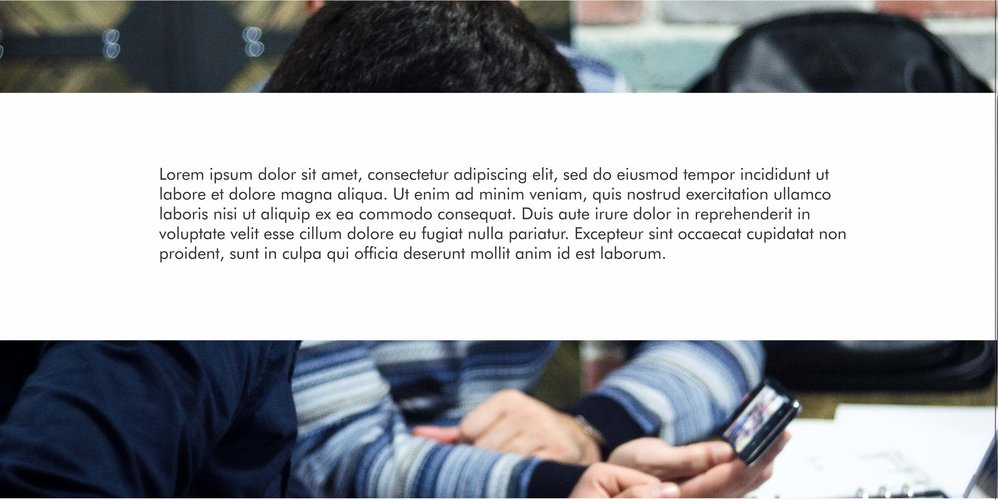 Lorem ipsum dolor sit amet, consectetur adipiscing elit, sed do eiusmod tempor incididunt ut
labore et dolore magna aliqua. Ut enim ad minim veniam, quis nostrud exercitation ullamco
laboris nisi ut aliquip ex ea commodo consequat. Duis aute irure dolor in reprehenderit in
voluptate velit esse cillum dolore eu fugiat nulla pariatur. Excepteur sint occaecat cupidatat non
proident, sunt in culpa qui officia deserunt mollit anim id est laborum.